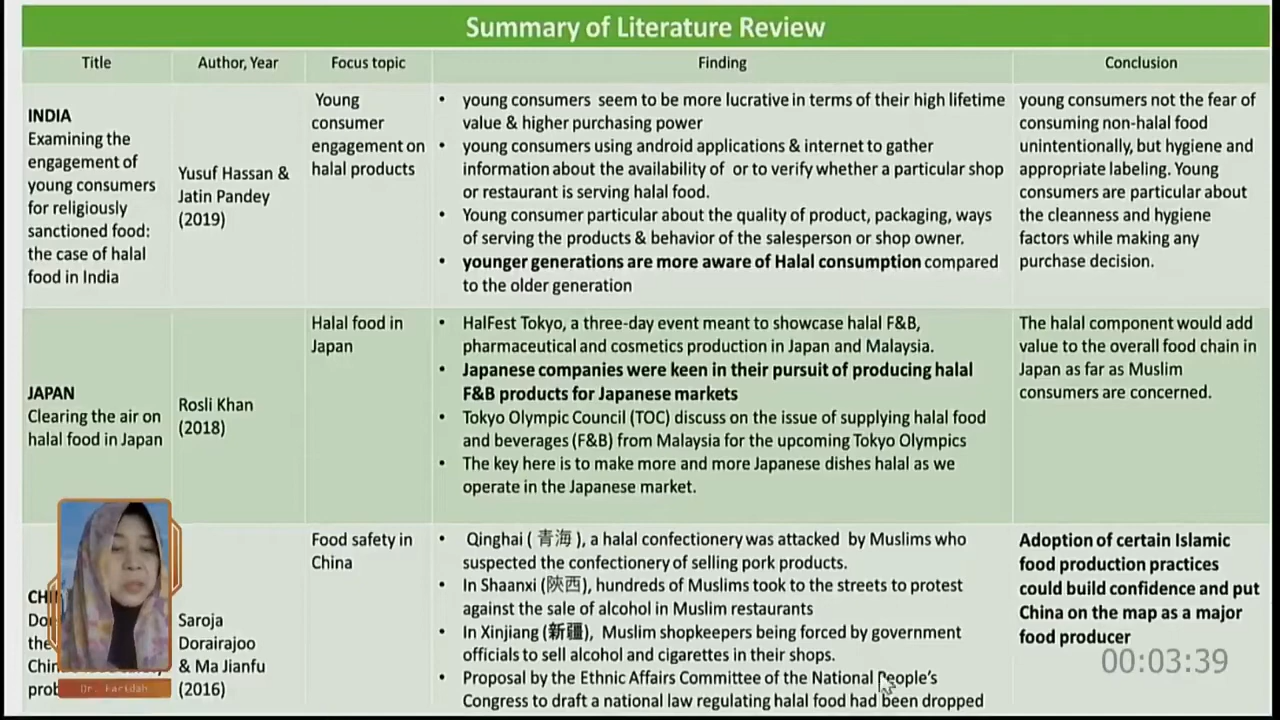 Summary of Literature Review
Title
Author, Year
Focus topic
Finding
Conclusion
INDIA
Examining the
engagement of
young consumers
for religiously
sanctioned food:
the case of halal
food in India
Yusuf Hassan &
Jatin Pandey
(2019)
Young
consumer
engagement on
halal products
• young consumers seem to be more lucrative in terms of their high lifetime
value & higher purchasing power
• young consumers using android applications & internet to gather
information about the availability of or to verify whether a particular shop
or restaurant is serving halal food.
• Young consumer particular about the quality of product, packaging, ways
of serving the products & behavior of the salesperson or shop owner.
• younger generations are more aware of Halal consumption compared
to the older generation
young consumers not the fear of
consuming non-halal food
unintentionally, but hygiene and
appropriate labeling. Young
consumers are particular about
the cleanness and hygiene
factors while making any
purchase decision.
JAPAN
Clearing the air on
halal food in Japan
Rosli Khan
(2018)
Halal food in
Japan
• HalFest Tokyo, a three-day event meant to showcase halal F&B,
pharmaceutical and cosmetics production in Japan and Malaysia.
• Japanese companies were keen in their pursuit of producing halal
F&B products for Japanese markets
• Tokyo Olympic Council (TOC) discuss on the issue of supplying halal food
and beverages (F&B) from Malaysia for the upcoming Tokyo Olympics
• The key here is to make more and more Japanese dishes halal as we
operate in the Japanese market.
The halal component would add
value to the overall food chain in
Japan as far as Muslim
consumers are concerned.
Saroja
Dorairajoo
& Ma Jianfu
(2016)
Food safety in
China
• Qinghai ( 青海 ), a halal confectionery was attacked by Muslims who
suspected the confectionery of selling pork products.
• In Shaanxi (陝西), hundreds of Muslims took to the streets to protest
against the sale of alcohol in Muslim restaurants
• In Xinjiang (新疆), Muslim shopkeepers being forced by government
officials to sell alcohol and cigarettes in their shops.
• Proposal by the Ethnic Affairs Committee of the National People's
Congress to draft a national law regulating halal food had been dropped
Adoption of certain Islamic
food production practices
could build confidence and put
China on the map as a major
food producer
00:03:39
Dr. Faridah